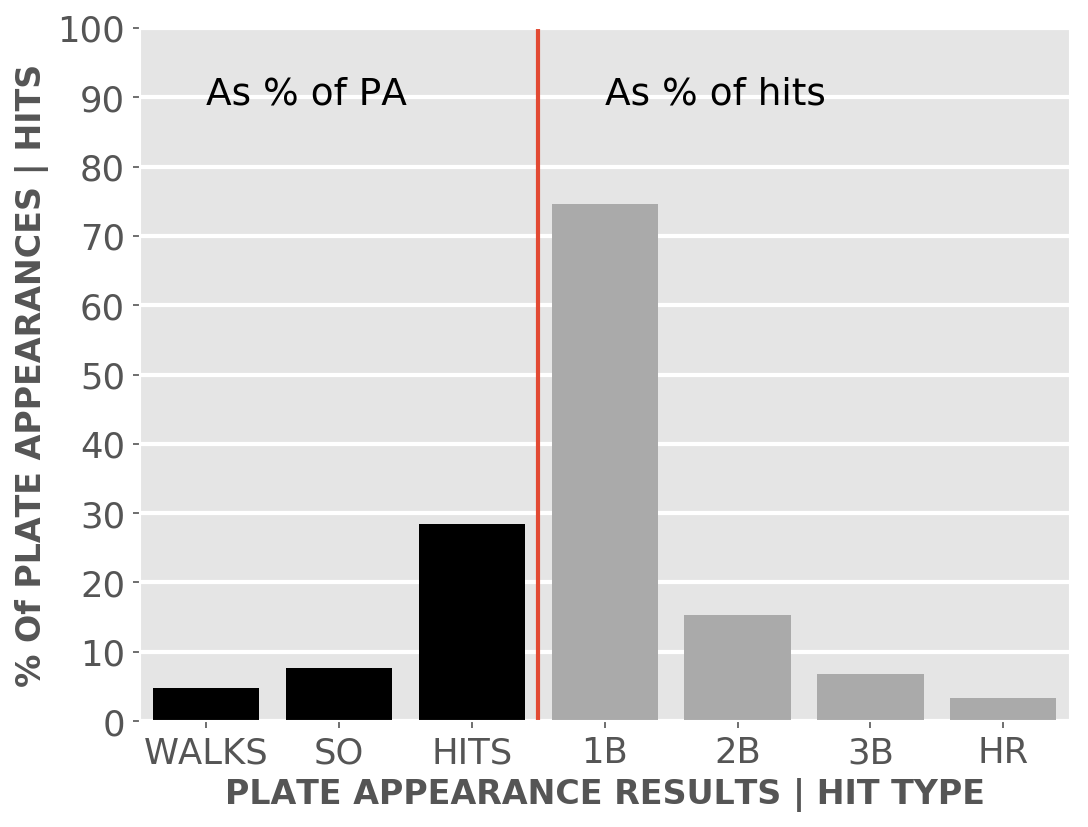 % Of PLATE APPEARANCES | HITS
100
90
80
70
60
50
40
30
20
10
0
As % of PA
As % of hits
WALKS SO HITS 1B 2B 3B HR
PLATE APPEARANCE RESULTS | HIT TYPE